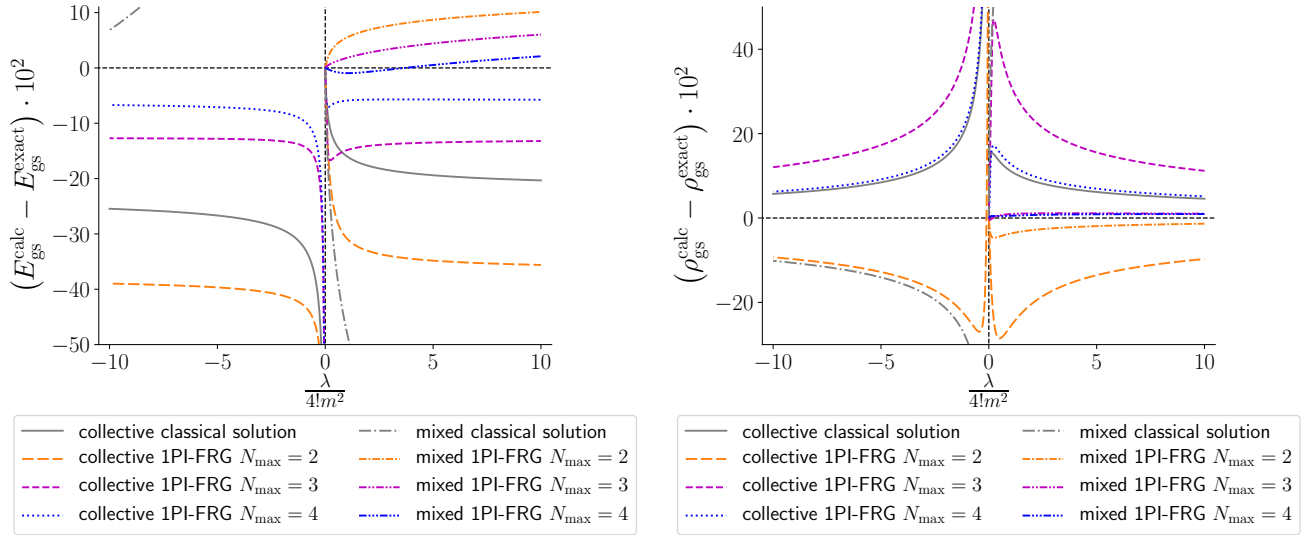 (E_gs^calc − E_gs^exact) · 10^2
10
0
−10
−20
−30
−40
−50
−10
−5
0
5
10
λ
4!m^2
collective classical solution
mixed classical solution
collective 1PI-FRG N_max = 2
mixed 1PI-FRG N_max = 2
collective 1PI-FRG N_max = 3
mixed 1PI-FRG N_max = 3
collective 1PI-FRG N_max = 4
mixed 1PI-FRG N_max = 4
(ρ_gs^calc − ρ_gs^exact) · 10^2
40
20
0
−20
−10
−5
0
5
10
λ
4!m^2
collective classical solution
mixed classical solution
collective 1PI-FRG N_max = 2
mixed 1PI-FRG N_max = 2
collective 1PI-FRG N_max = 3
mixed 1PI-FRG N_max = 3
collective 1PI-FRG N_max = 4
mixed 1PI-FRG N_max = 4